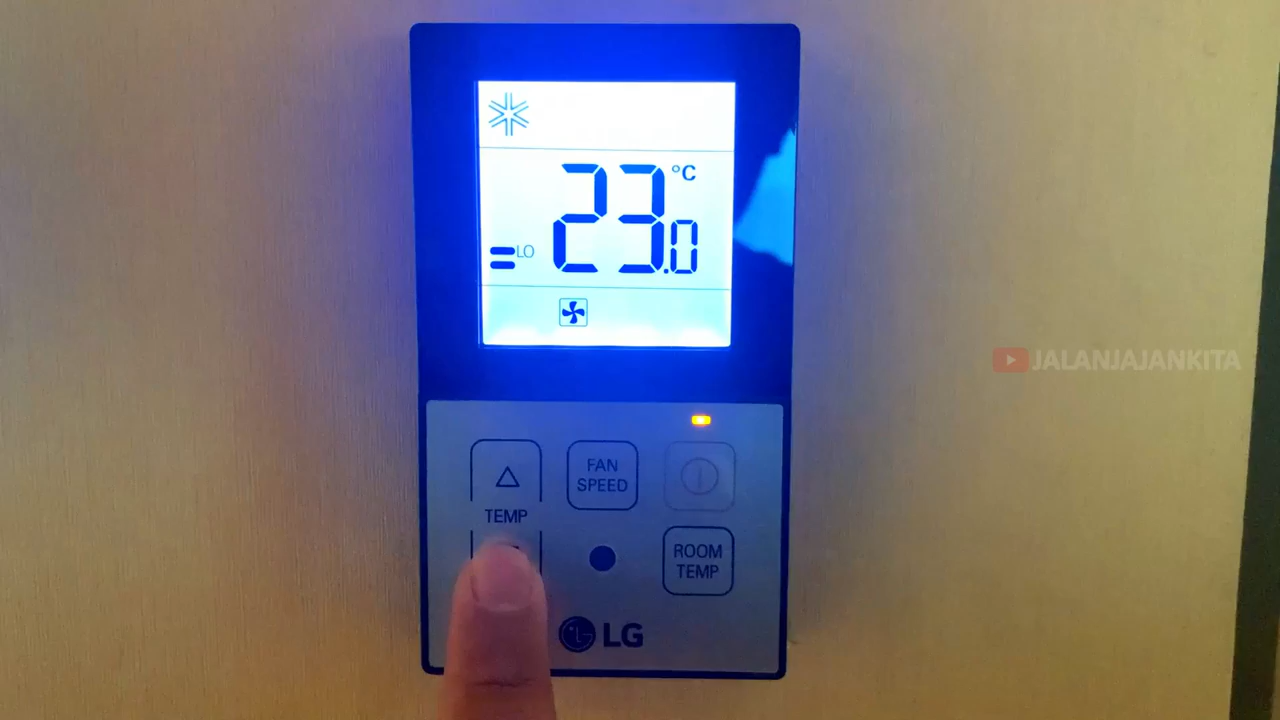 °C
23.0
LO
FAN
SPEED
TEMP
ROOM
TEMP
LG
JALANJAJANKITA